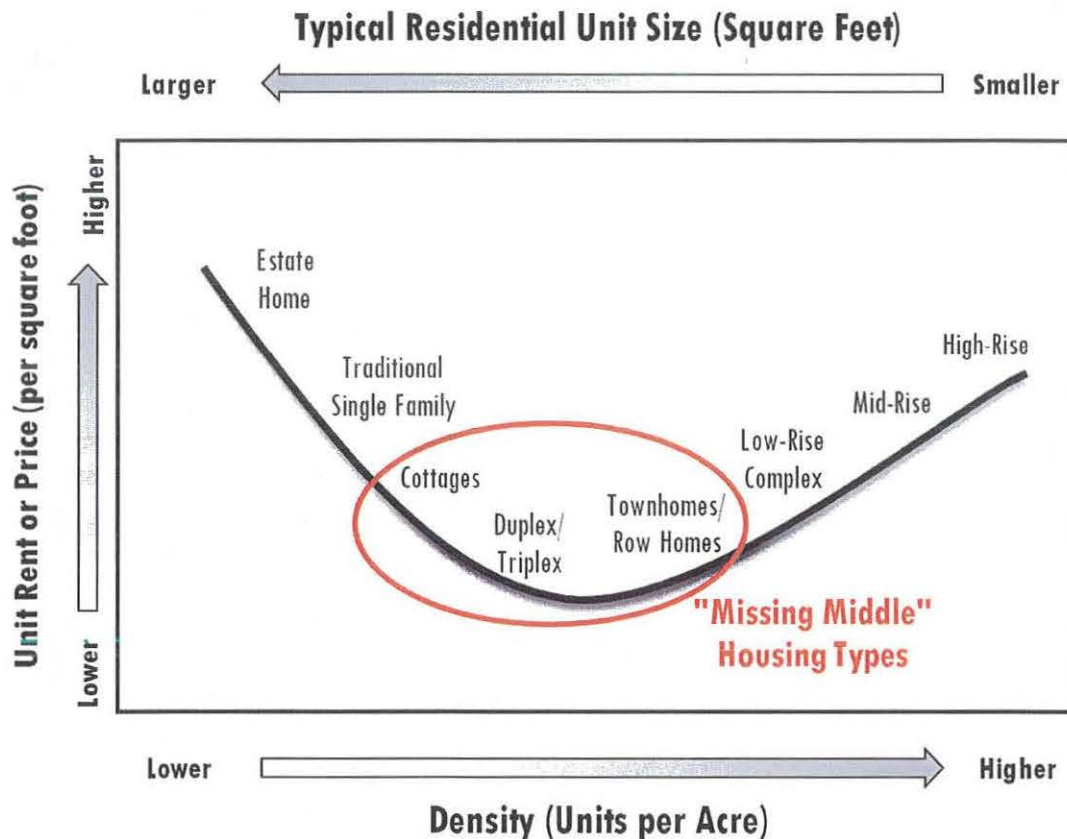 Typical Residential Unit Size (Square Feet)
Larger
Smaller
Unit Rent or Price (per square foot)
Higher
Lower
Estate
Home
Traditional
Single Family
Cottages
Duplex/
Triplex
Townhomes/
Row Homes
Low-Rise
Complex
Mid-Rise
High-Rise
"Missing Middle"
Housing Types
Lower
Higher
Density (Units per Acre)